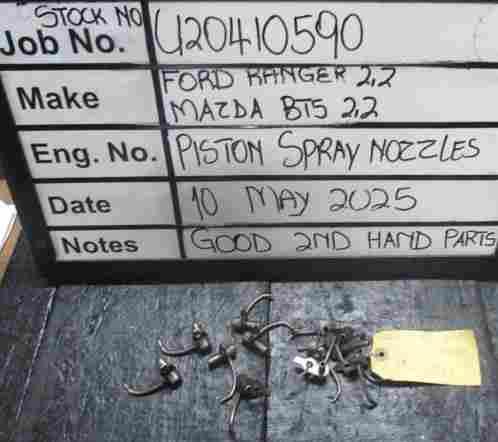 STOCK NO
Job No. U20410590
Make FORD RANGER 2,2
MAZDA BT5 2,2
Eng. No. PISTON SPRAY NOZZLES
Date 10 MAY 2025
Notes GOOD 2ND HAND PARTS